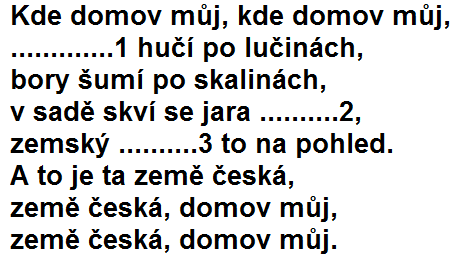 Kde domov můj, kde domov můj,
.............1 hučí po lučinách,
bory šumí po skalinách,
v sadě skví se jara ..........2,
zemský ..........3 to na pohled.
A to je ta země česká,
země česká, domov můj,
země česká, domov můj.